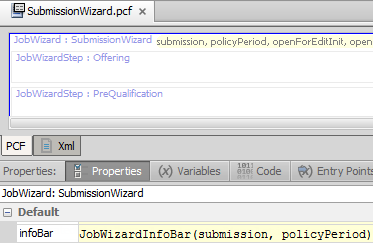 SubmissionWizard.pcf ×
JobWizard : SubmissionWizard submission, policyPeriod, openForEditInit, open
JobWizardStep : Offering
JobWizardStep : PreQualification
PCF Xml
Properties: Properties (x) Variables Code Entry Points
JobWizard: SubmissionWizard
Default
infoBar JobWizardInfoBar(submission, policyPeriod)